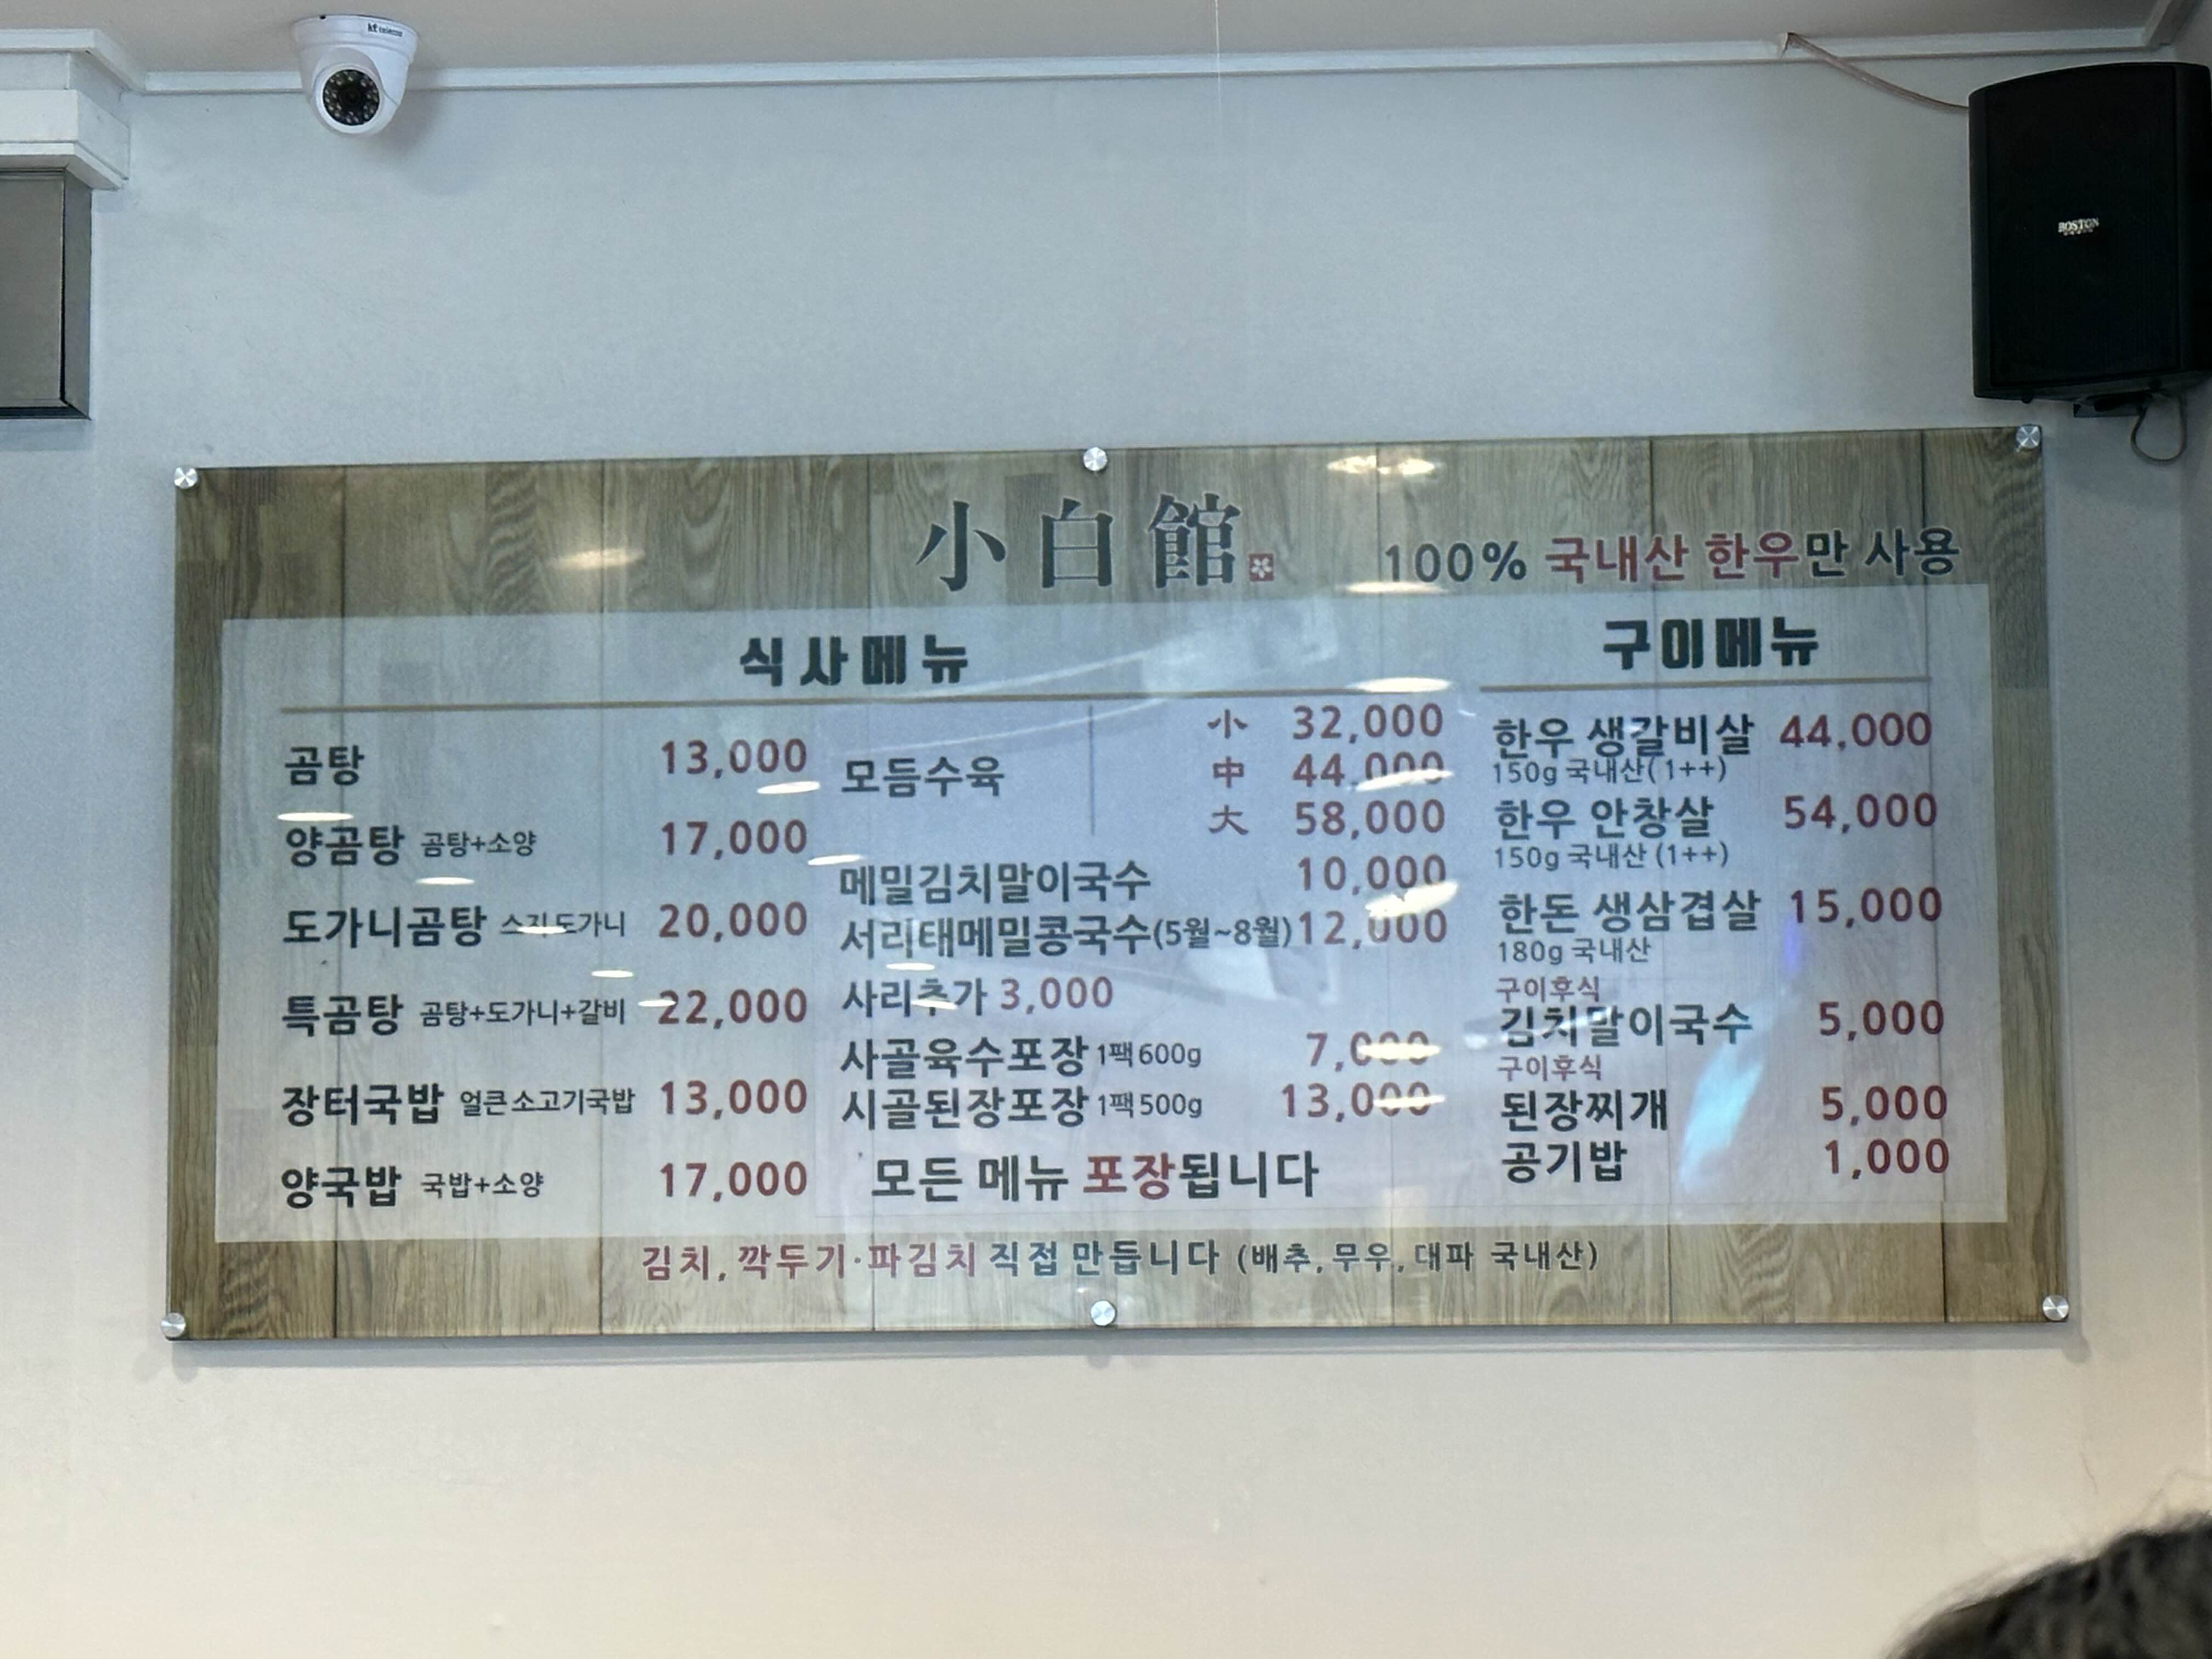 kt telecop
BOSTON
小白館
100% 국내산 한우만 사용
식사메뉴
곰탕 13,000
양곰탕 곰탕+소양 17,000
도가니곰탕 스지도가니 20,000
특곰탕 곰탕+도가니+갈비 22,000
장터국밥 얼큰소고기국밥 13,000
양국밥 국밥+소양 17,000
모듬수육
小 32,000
中 44,000
大 58,000
메밀김치말이국수 10,000
서리태메밀콩국수(5월~8월) 12,000
사리추가 3,000
사골육수포장 1팩600g 7,000
시골된장포장 1팩500g 13,000
모든 메뉴 포장됩니다
구이메뉴
한우 생갈비살 44,000
150g 국내산(1++)
한우 안창살 54,000
150g 국내산 (1++)
한돈 생삼겹살 15,000
180g 국내산
구이후식
김치말이국수 5,000
구이후식
된장찌개 5,000
공기밥 1,000
김치, 깍두기·파김치 직접 만듭니다 (배추,무우,대파 국내산)